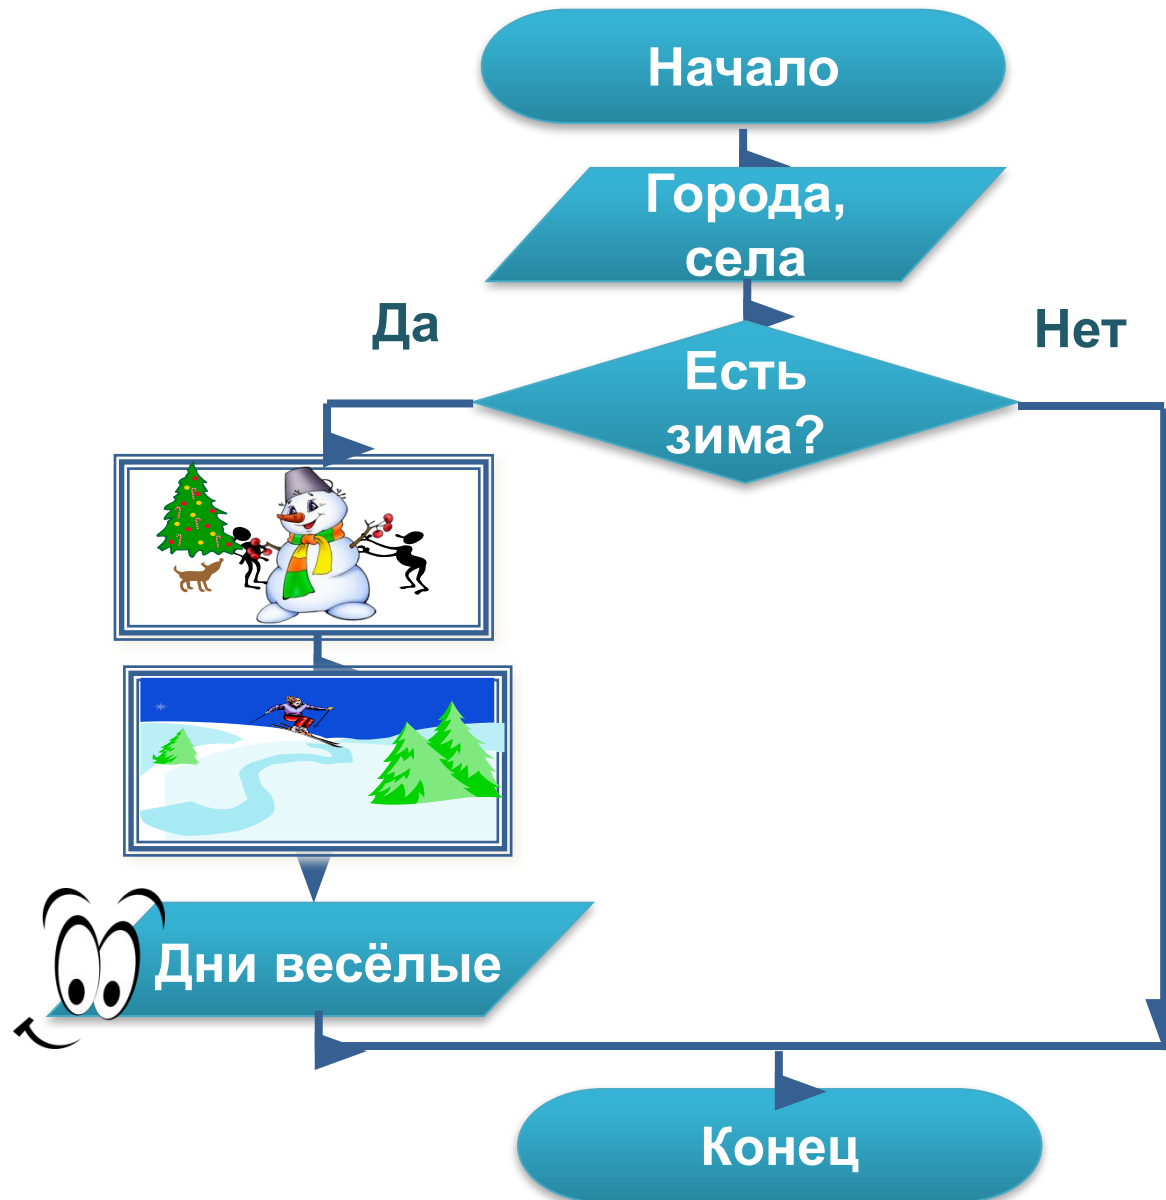 Начало
Города,
села
Да
Нет
Есть
зима?
Дни весёлые
Конец